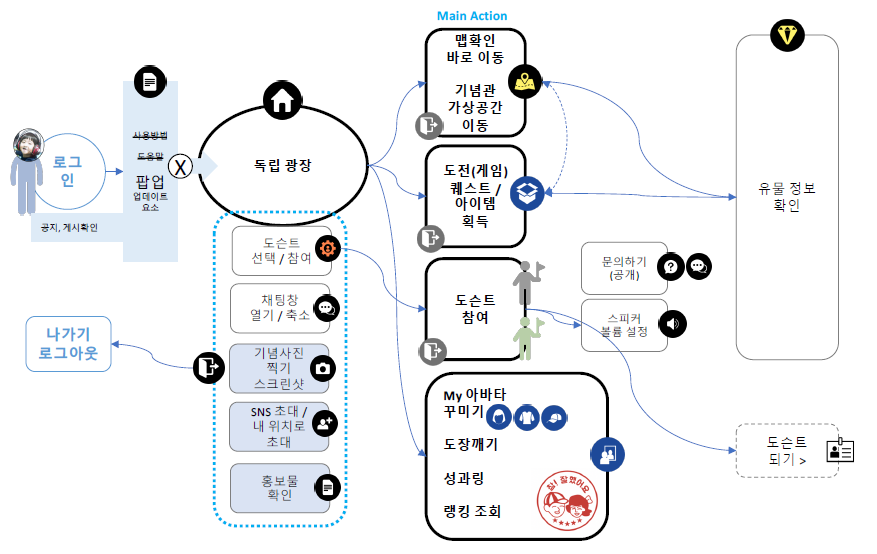 Main Action
맵확인
바로 이동
기념관
가상공간
이동
로그
인
사용방법
도움말
팝업
업데이트
요소
X
공지, 게시확인
독립 광장
도전(게임)
퀘스트 /
아이템
획득
유물 정보
확인
도슨트
선택 / 참여
채팅창
열기 / 축소
기념사진
찍기
스크린샷
SNS 초대 /
내 위치로
초대
홍보물
확인
나가기
로그아웃
도슨트
참여
문의하기
(공개)
스피커
볼륨 설정
My 아바타
꾸미기
도장깨기
성과링
랭킹 조회
참! 잘했어요
도슨트
되기 >